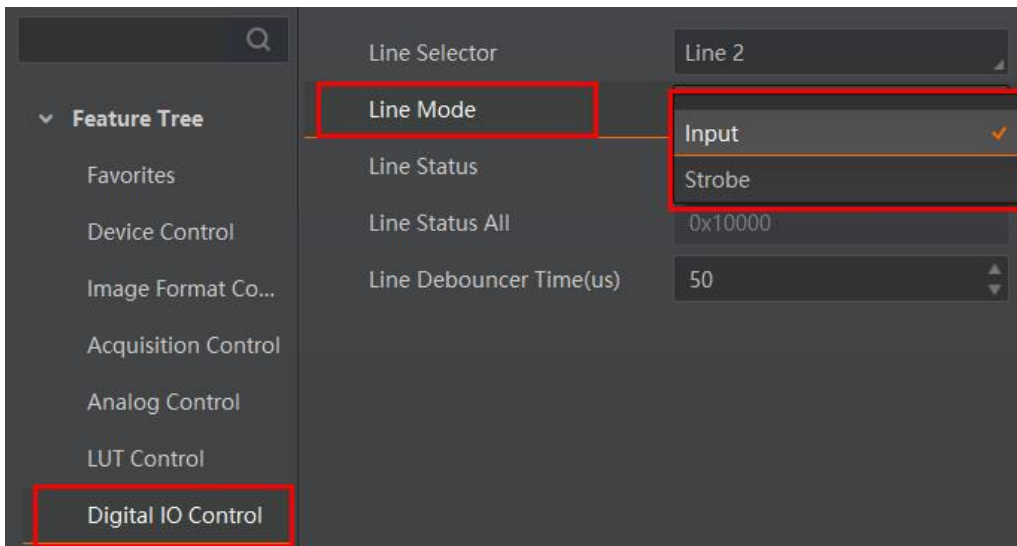 Feature Tree
Favorites
Device Control
Image Format Co...
Acquisition Control
Analog Control
LUT Control
Digital IO Control
Line Selector
Line 2
Line Mode
Input
Strobe
Line Status
Line Status All
0x10000
Line Debouncer Time(us)
50